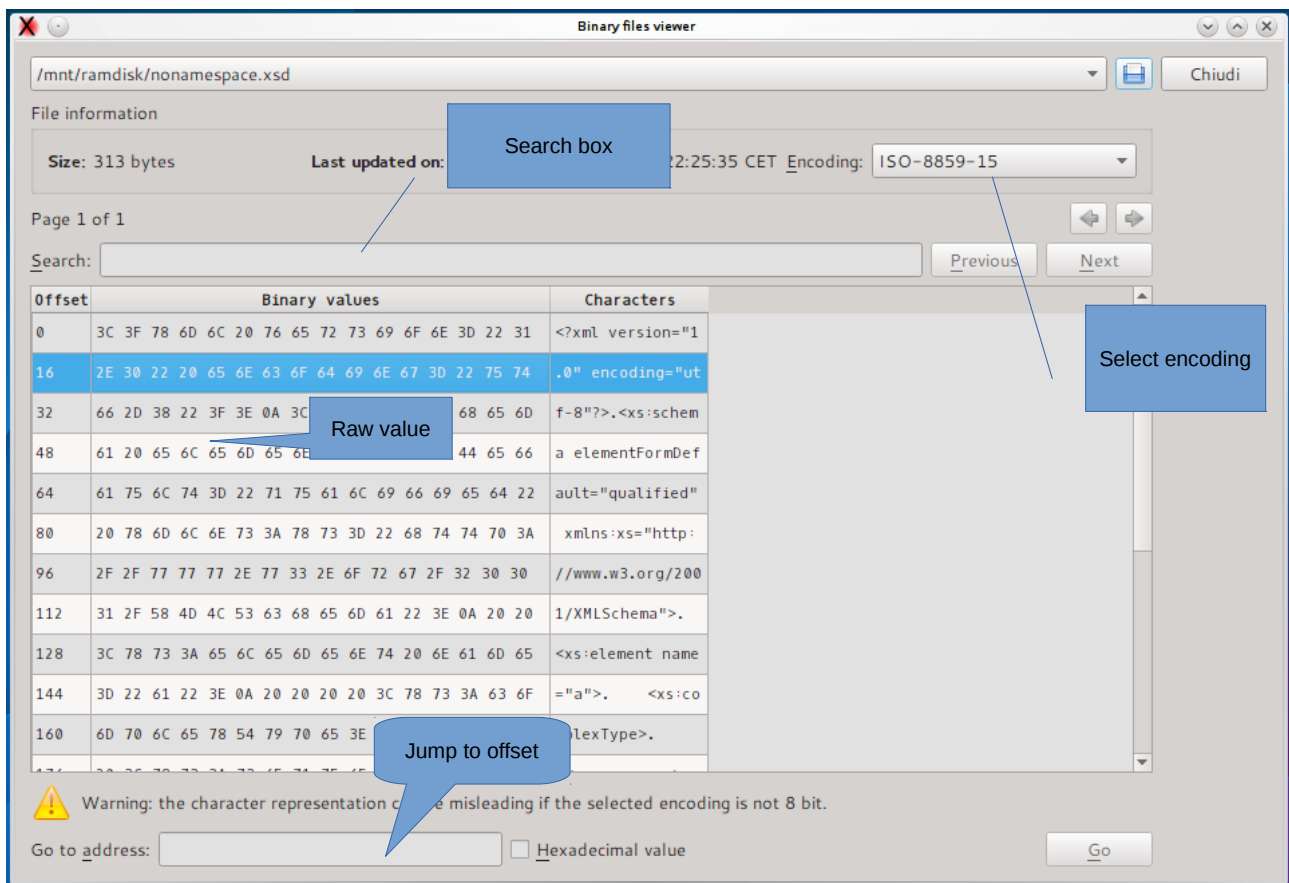 Binary files viewer
/mnt/ramdisk/nonamespace.xsd
Chiudi
File information
Search box
Size: 313 bytes Last updated on: 22:25:35 CET Encoding: ISO-8859-15
Page 1 of 1
Search: Previous Next
Offset Binary values Characters
0 3C 3F 78 6D 6C 20 76 65 72 73 69 6F 6E 3D 22 31 <?xml version="1
Select encoding
16 2E 30 22 20 65 6E 63 6F 64 69 6E 67 3D 22 75 74 .0" encoding="ut
32 66 2D 38 22 3F 3E 0A 3C 68 65 6D f-8"?>.<xs:schem
Raw value
48 61 20 65 6C 65 6D 65 6E 44 65 66 a elementFormDef
64 61 75 6C 74 3D 22 71 75 61 6C 69 66 69 65 64 22 ault="qualified"
80 20 78 6D 6C 6E 73 3A 78 73 3D 22 68 74 74 70 3A xmlns:xs="http:
96 2F 2F 77 77 77 2E 77 33 2E 6F 72 67 2F 32 30 30 //www.w3.org/200
112 31 2F 58 4D 4C 53 63 68 65 6D 61 22 3E 0A 20 20 1/XMLSchema">.
128 3C 78 73 3A 65 6C 65 6D 65 6E 74 20 6E 61 6D 65 <xs:element name
144 3D 22 61 22 3E 0A 20 20 20 20 3C 78 73 3A 63 6F ="a">. <xs:co
160 6D 70 6C 65 78 54 79 70 65 3E plexType>.
Jump to offset
Warning: the character representation misleading if the selected encoding is not 8 bit.
Go to address: Hexadecimal value Go